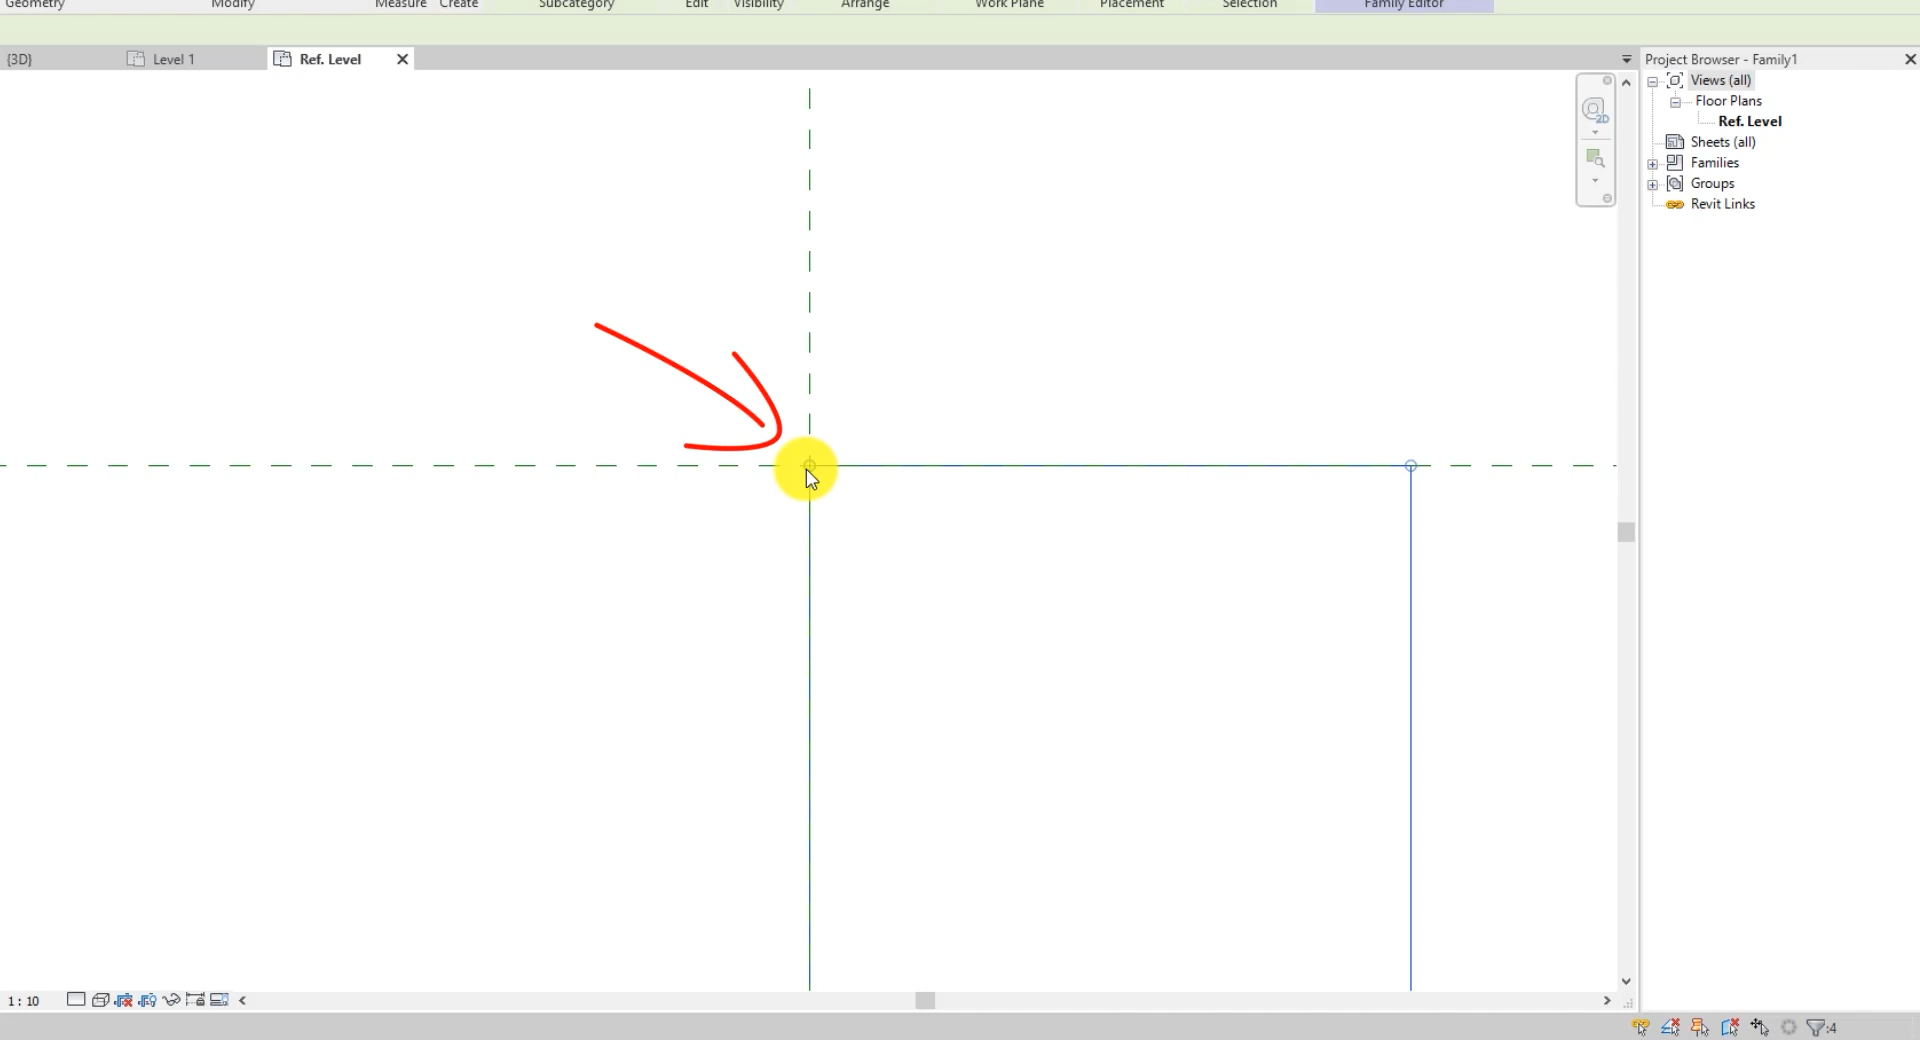 Geometry Modify Measure Create Subcategory Edit Visibility Arrange Work Plane Placement Selection Family Editor
{3D} Level 1 Ref. Level
Project Browser - Family1
Views (all)
Floor Plans
Ref. Level
Sheets (all)
Families
Groups
Revit Links
2D
1 : 10
:4